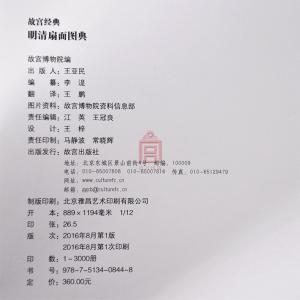 故宫经典
明清扇面图典
故宫博物院编
出版人：王亚民
编　　著：李　湜
翻　　译：王　鹏
图片资料：故宫博物院资料信息部
责任编辑：江　英　王冠良
设　　计：王　梓
责任印制：马静波　常晓辉
出版发行：故宫出版社
地址：北京东城区景山前街4号　邮编：100009
电话：010-85007808　010-85007816　传真：010-65129479
网址：www.culturefc.cn
邮箱：ggcb@culturefc.cn
制版印刷：北京雅昌艺术印刷有限公司
开　　本：889×1194毫米　1/12
印　　张：26.5
版　　次：2016年8月第1版
2016年8月第1次印刷
印　　数：1-3000册
书　　号：978-7-5134-0844-8
定　　价：360.00元